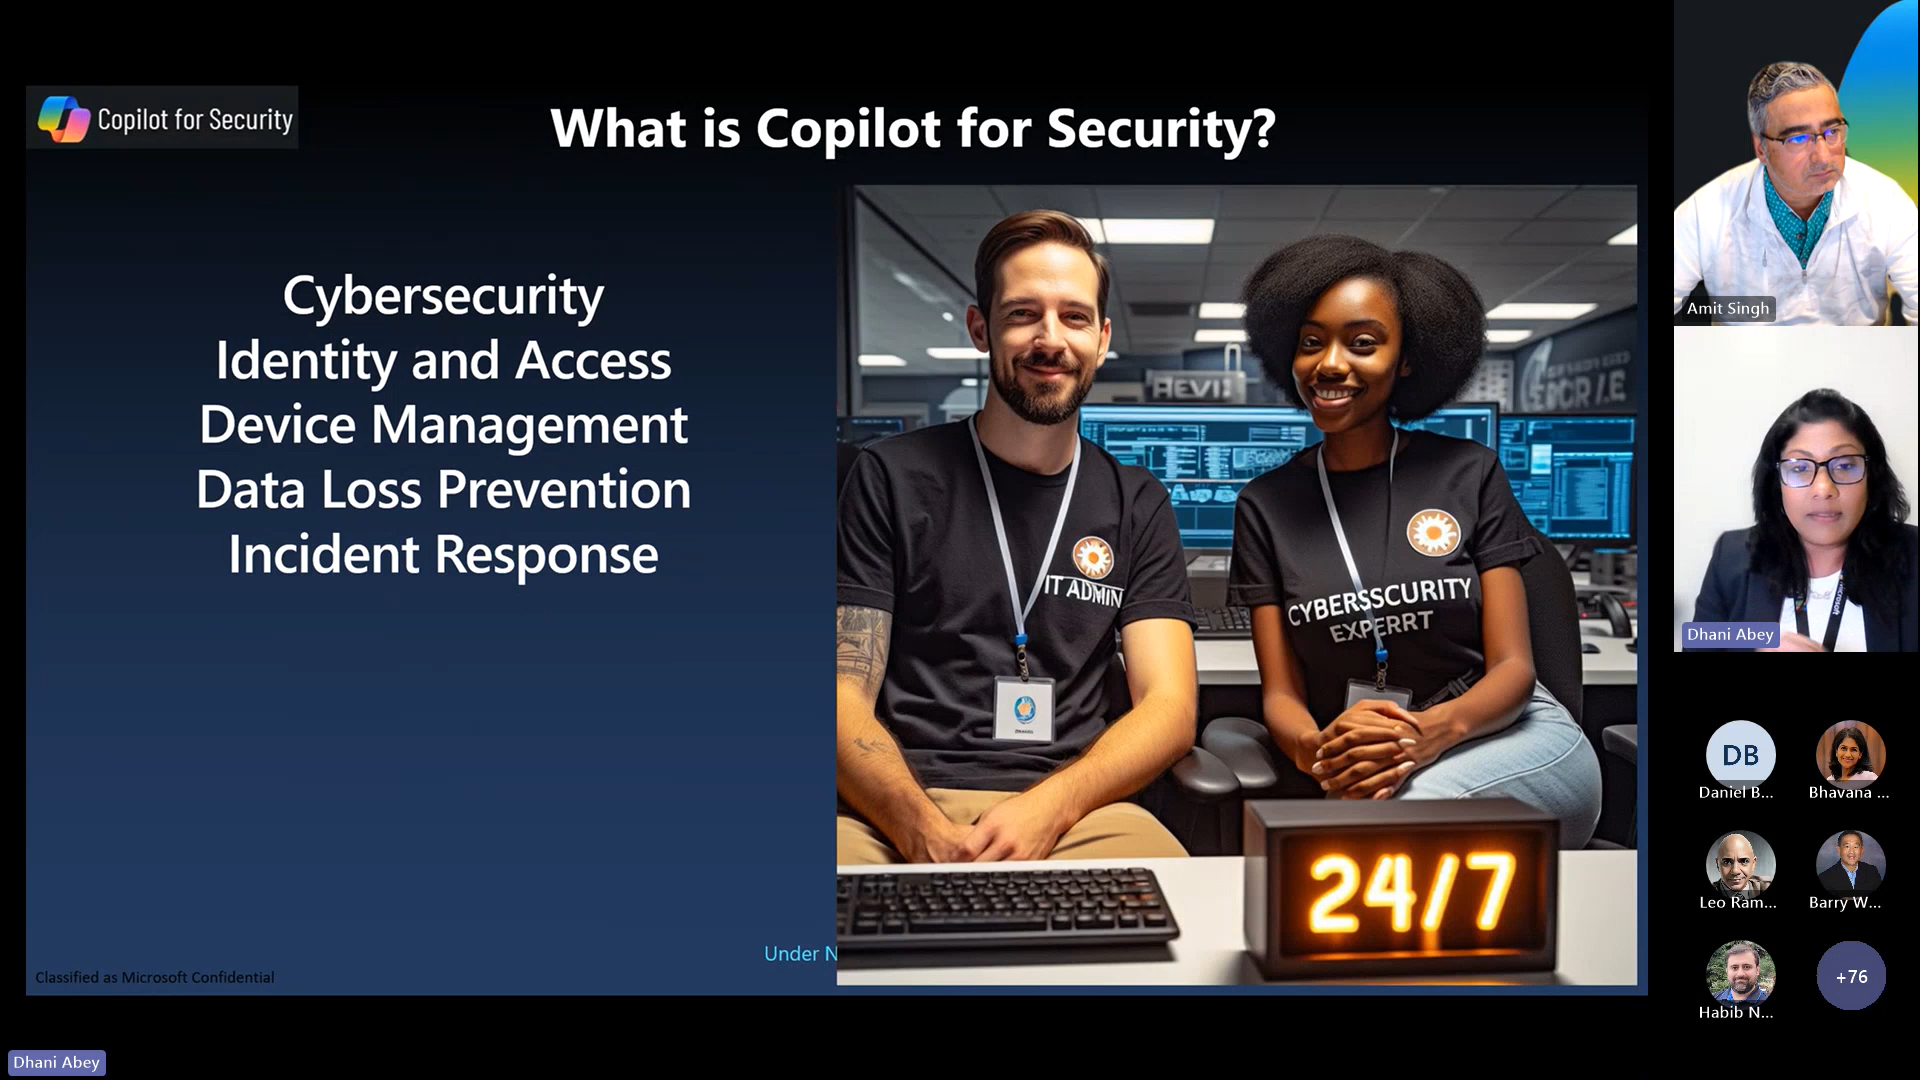 Copilot for Security
What is Copilot for Security?
Cybersecurity
Identity and Access
Device Management
Data Loss Prevention
Incident Response
IT ADMIN
CYBERSSCURITY
EXPERRT
24/7
Under N
Classified as Microsoft Confidential
Dhani Abey
Amit Singh
Microsoft
Dhani Abey
DB
Daniel B...
Bhavana ...
Leo Ram...
Barry W...
Habib N...
+76